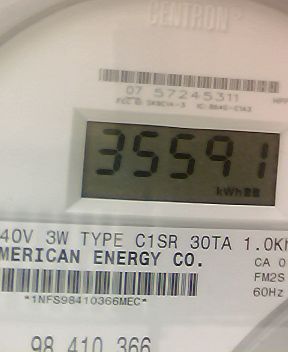 CENTRON
07 57245311
35591
kWh
40V 3W TYPE C1SR 30TA 1.0Kh
MERICAN ENERGY CO.
CA 0
FM2S
60Hz
*1NFS98410366MEC*
98 410 366